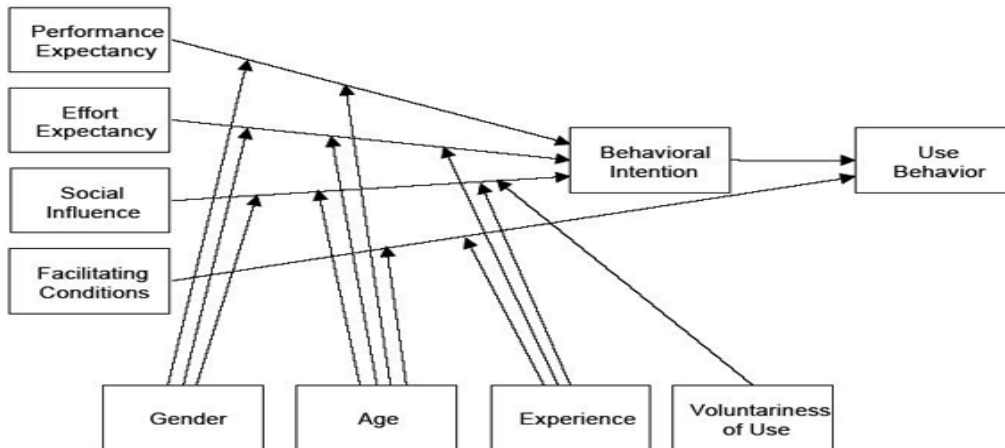 Performance
Expectancy
Effort
Expectancy
Social
Influence
Facilitating
Conditions
Behavioral
Intention
Use
Behavior
Gender
Age
Experience
Voluntariness
of Use